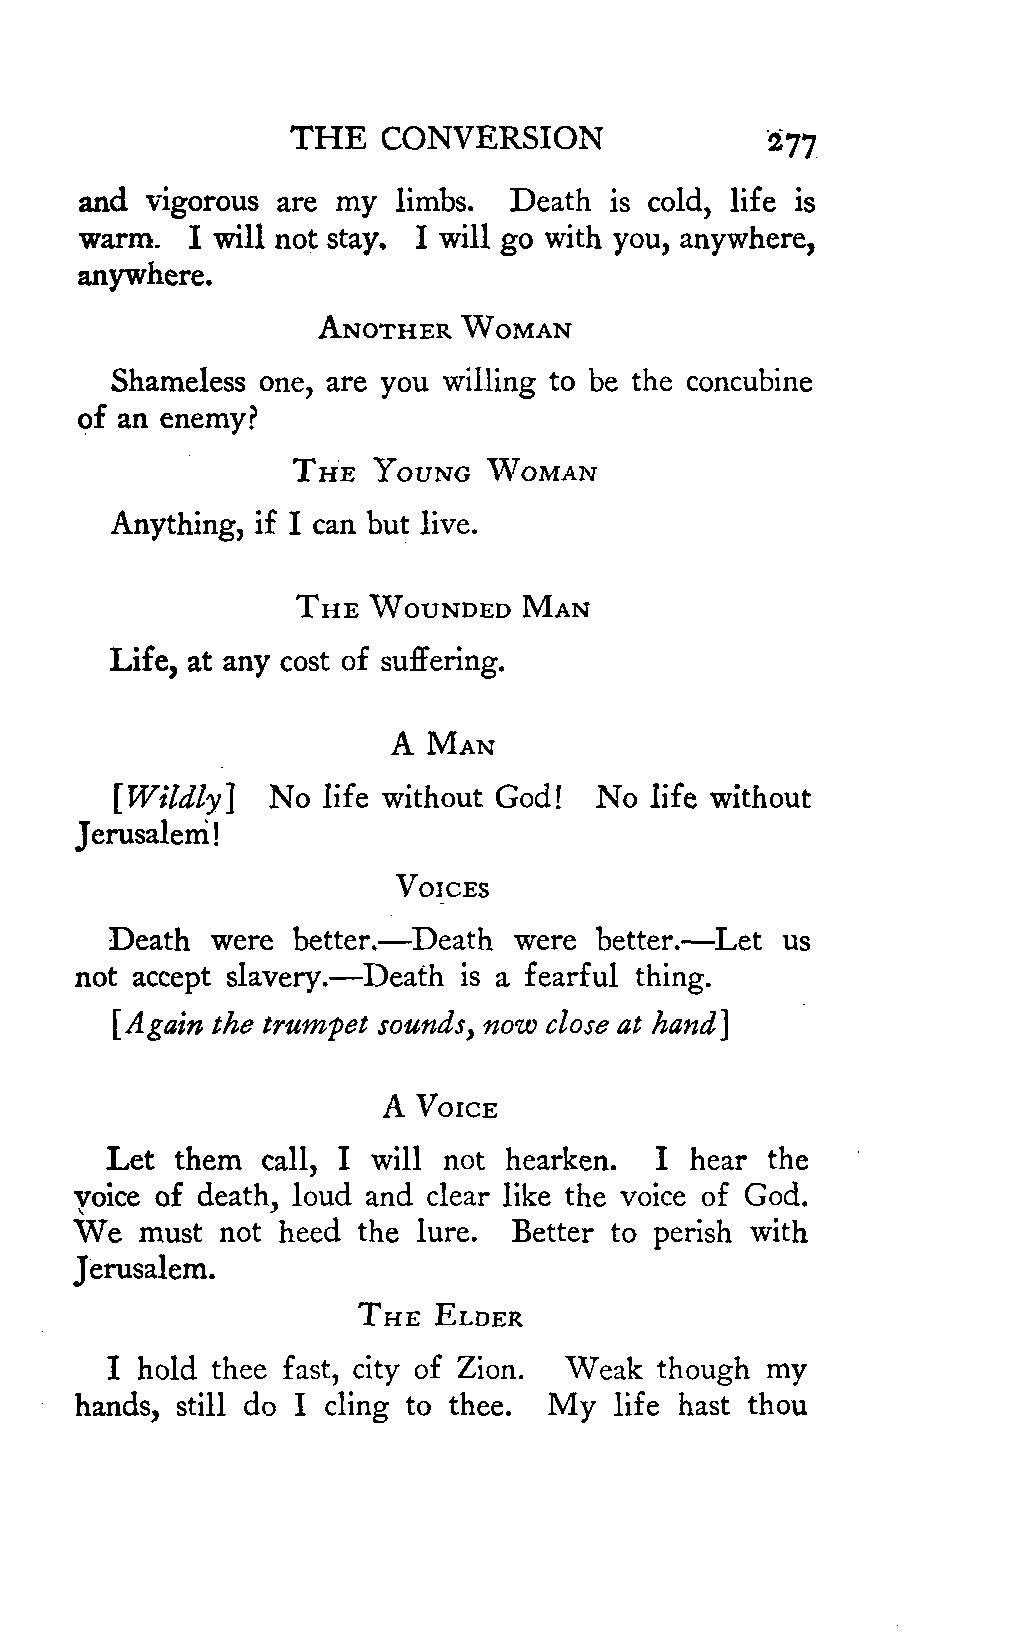 THE CONVERSION 277
and vigorous are my limbs. Death is cold, life is
warm. I will not stay. I will go with you, anywhere,
anywhere.
ANOTHER WOMAN
Shameless one, are you willing to be the concubine
of an enemy?
THE YOUNG WOMAN
Anything, if I can but live.
THE WOUNDED MAN
Life, at any cost of suffering.
A MAN
[Wildly] No life without God! No life without
Jerusalem!
VOICES
Death were better.—Death were better.—Let us
not accept slavery.—Death is a fearful thing.
[Again the trumpet sounds, now close at hand]
A VOICE
Let them call, I will not hearken. I hear the
voice of death, loud and clear like the voice of God.
We must not heed the lure. Better to perish with
Jerusalem.
THE ELDER
I hold thee fast, city of Zion. Weak though my
hands, still do I cling to thee. My life hast thou